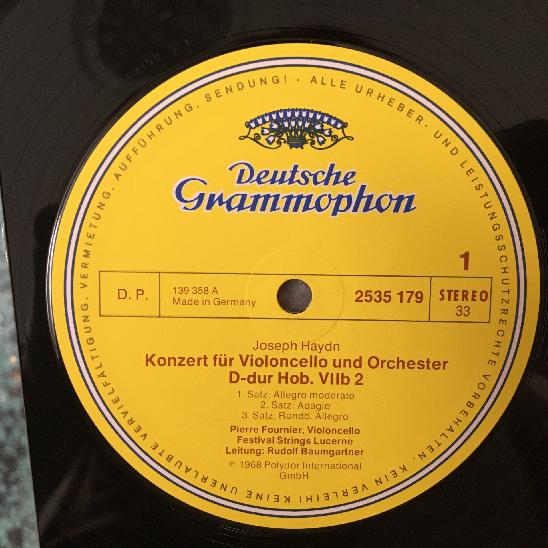 ALLE URHEBER- UND LEISTUNGSSCHUTZRECHTE VORBEHALTEN. KEIN VERLEIH! KEINE UNERLAUBTE VERVIELFÄLTIGUNG, VERMIETUNG, AUFFÜHRUNG, SENDUNG!
Deutsche
Grammophon
1
D. P.
139 358 A
Made in Germany
2535 179
STEREO
33
Joseph Haydn
Konzert für Violoncello und Orchester
D-dur Hob. VIIb 2
1. Satz: Allegro moderato
2. Satz: Adagio
3. Satz: Rondo. Allegro
Pierre Fournier, Violoncello
Festival Strings Lucerne
Leitung: Rudolf Baumgartner
℗ 1968 Polydor International
GmbH